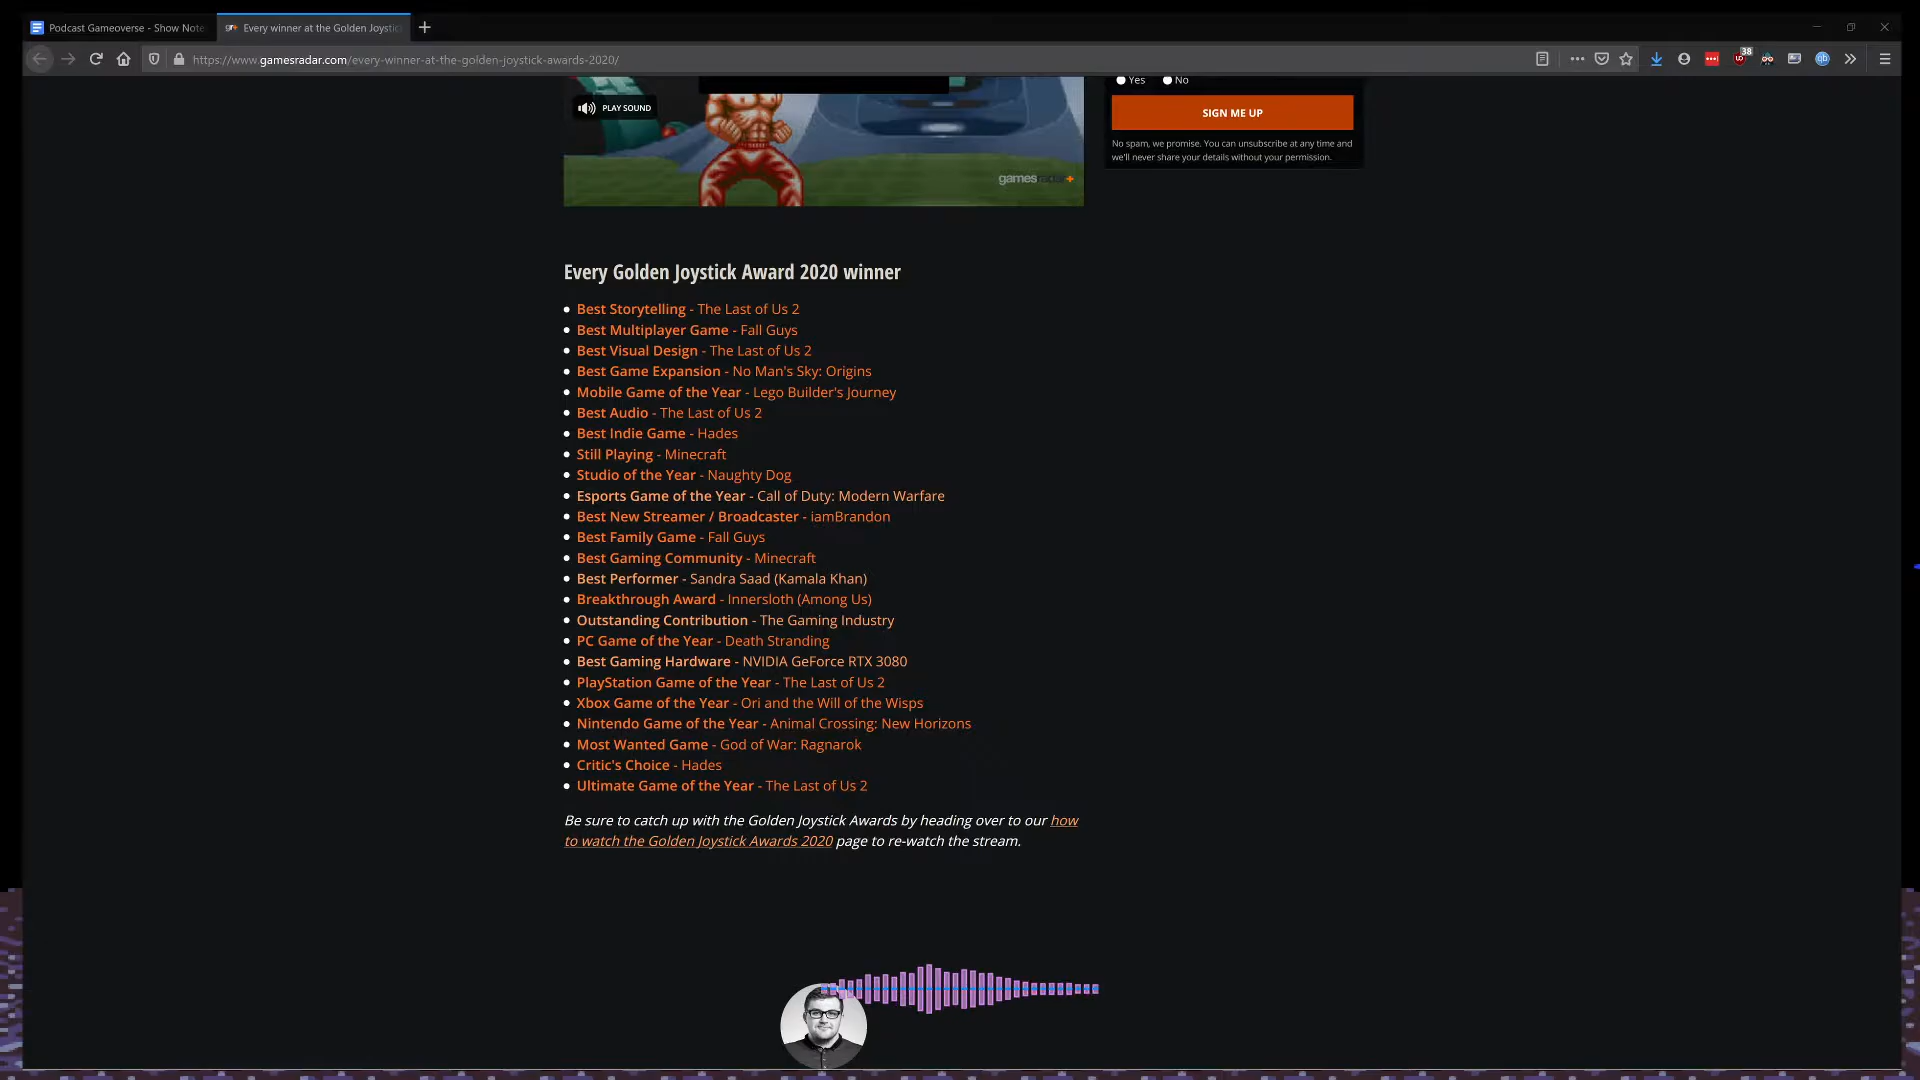 Podcast Gameoverse - Show Note
Every winner at the Golden Joystic
https://www.gamesradar.com/every-winner-at-the-golden-joystick-awards-2020/
38
Yes No
PLAY SOUND
SIGN ME UP
No spam, we promise. You can unsubscribe at any time and
we'll never share your details without your permission.
gamesradar+
Every Golden Joystick Award 2020 winner
Best Storytelling - The Last of Us 2
Best Multiplayer Game - Fall Guys
Best Visual Design - The Last of Us 2
Best Game Expansion - No Man's Sky: Origins
Mobile Game of the Year - Lego Builder's Journey
Best Audio - The Last of Us 2
Best Indie Game - Hades
Still Playing - Minecraft
Studio of the Year - Naughty Dog
Esports Game of the Year - Call of Duty: Modern Warfare
Best New Streamer / Broadcaster - iamBrandon
Best Family Game - Fall Guys
Best Gaming Community - Minecraft
Best Performer - Sandra Saad (Kamala Khan)
Breakthrough Award - Innersloth (Among Us)
Outstanding Contribution - The Gaming Industry
PC Game of the Year - Death Stranding
Best Gaming Hardware - NVIDIA GeForce RTX 3080
PlayStation Game of the Year - The Last of Us 2
Xbox Game of the Year - Ori and the Will of the Wisps
Nintendo Game of the Year - Animal Crossing: New Horizons
Most Wanted Game - God of War: Ragnarok
Critic's Choice - Hades
Ultimate Game of the Year - The Last of Us 2
Be sure to catch up with the Golden Joystick Awards by heading over to our how
to watch the Golden Joystick Awards 2020 page to re-watch the stream.